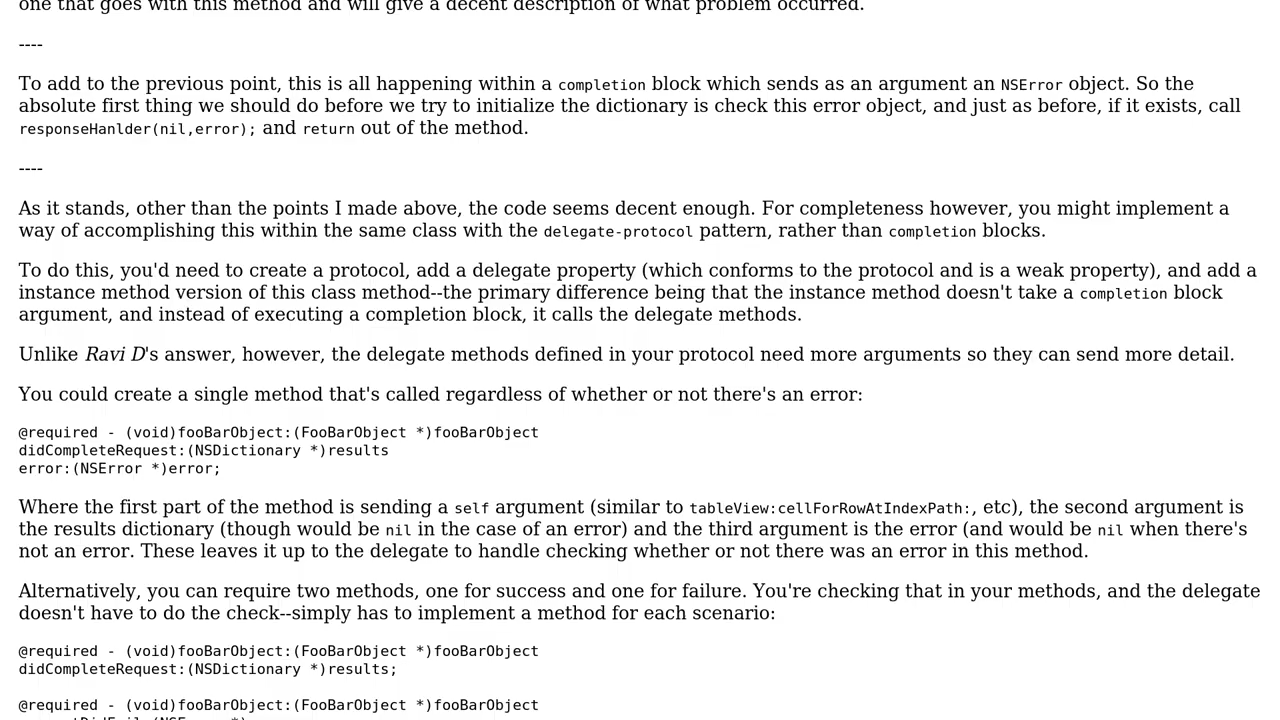 one that goes with this method and will give a decent description of what problem occurred.
----
To add to the previous point, this is all happening within a completion block which sends as an argument an NSError object. So the
absolute first thing we should do before we try to initialize the dictionary is check this error object, and just as before, if it exists, call
responseHanlder(nil,error); and return out of the method.
----
As it stands, other than the points I made above, the code seems decent enough. For completeness however, you might implement a
way of accomplishing this within the same class with the delegate-protocol pattern, rather than completion blocks.
To do this, you'd need to create a protocol, add a delegate property (which conforms to the protocol and is a weak property), and add a
instance method version of this class method--the primary difference being that the instance method doesn't take a completion block
argument, and instead of executing a completion block, it calls the delegate methods.
Unlike Ravi D's answer, however, the delegate methods defined in your protocol need more arguments so they can send more detail.
You could create a single method that's called regardless of whether or not there's an error:
@required - (void)fooBarObject:(FooBarObject *)fooBarObject
didCompleteRequest:(NSDictionary *)results
error:(NSError *)error;
Where the first part of the method is sending a self argument (similar to tableView:cellForRowAtIndexPath:, etc), the second argument is
the results dictionary (though would be nil in the case of an error) and the third argument is the error (and would be nil when there's
not an error. These leaves it up to the delegate to handle checking whether or not there was an error in this method.
Alternatively, you can require two methods, one for success and one for failure. You're checking that in your methods, and the delegate
doesn't have to do the check--simply has to implement a method for each scenario:
@required - (void)fooBarObject:(FooBarObject *)fooBarObject
didCompleteRequest:(NSDictionary *)results;
@required - (void)fooBarObject:(FooBarObject *)fooBarObject